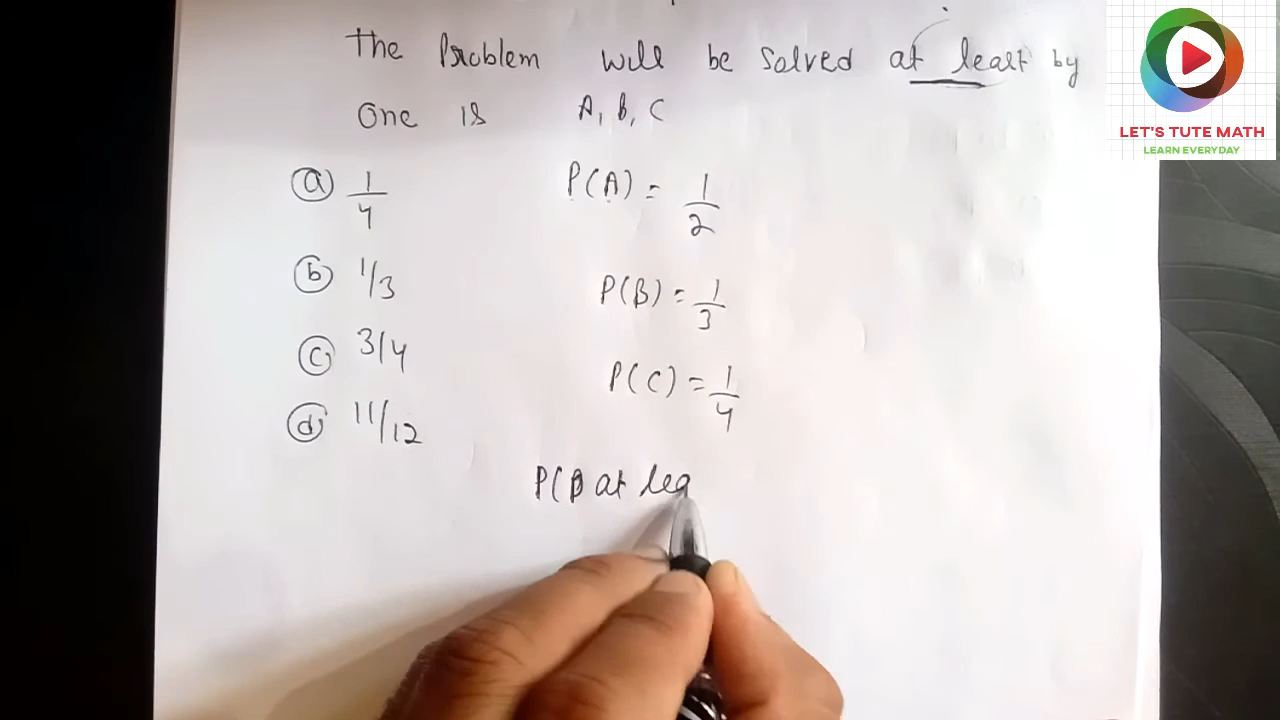 The Problem will be Solved at least by
One is A, B, C
(a) 1/4 P(A) = 1/2
(b) 1/3 P(B) = 1/3
(c) 3/4 P(C) = 1/4
(d) 11/12
P( at lea
LET'S TUTE MATH
LEARN EVERYDAY